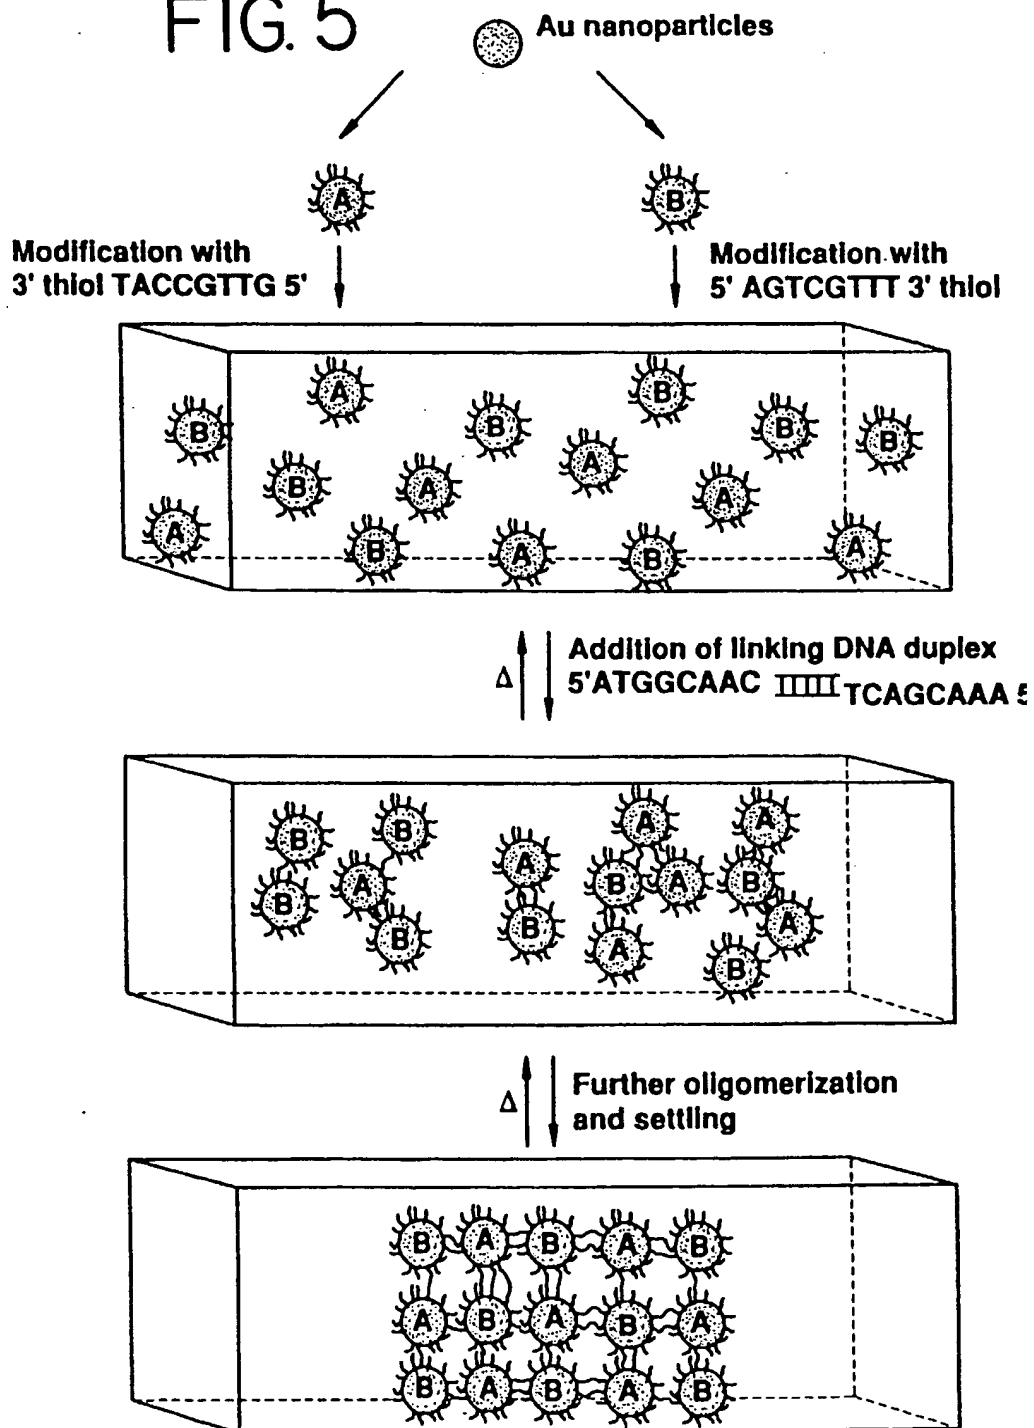 FIG. 5
Au nanoparticles
A
B
Modification with
3' thiol TACCGTTG 5'
Modification with
5' AGTCGTTT 3' thiol
A
B
B
B
B
B
A
B
A
A
A
B
A
B
A
Δ
Addition of linking DNA duplex
5'ATGGCAAC
TCAGCAAA 5
B
B
A
A
A
B
A
B
A
B
B
B
A
A
B
Δ
Further oligomerization
and settling
B A B A B
A B A B A
B A B A B